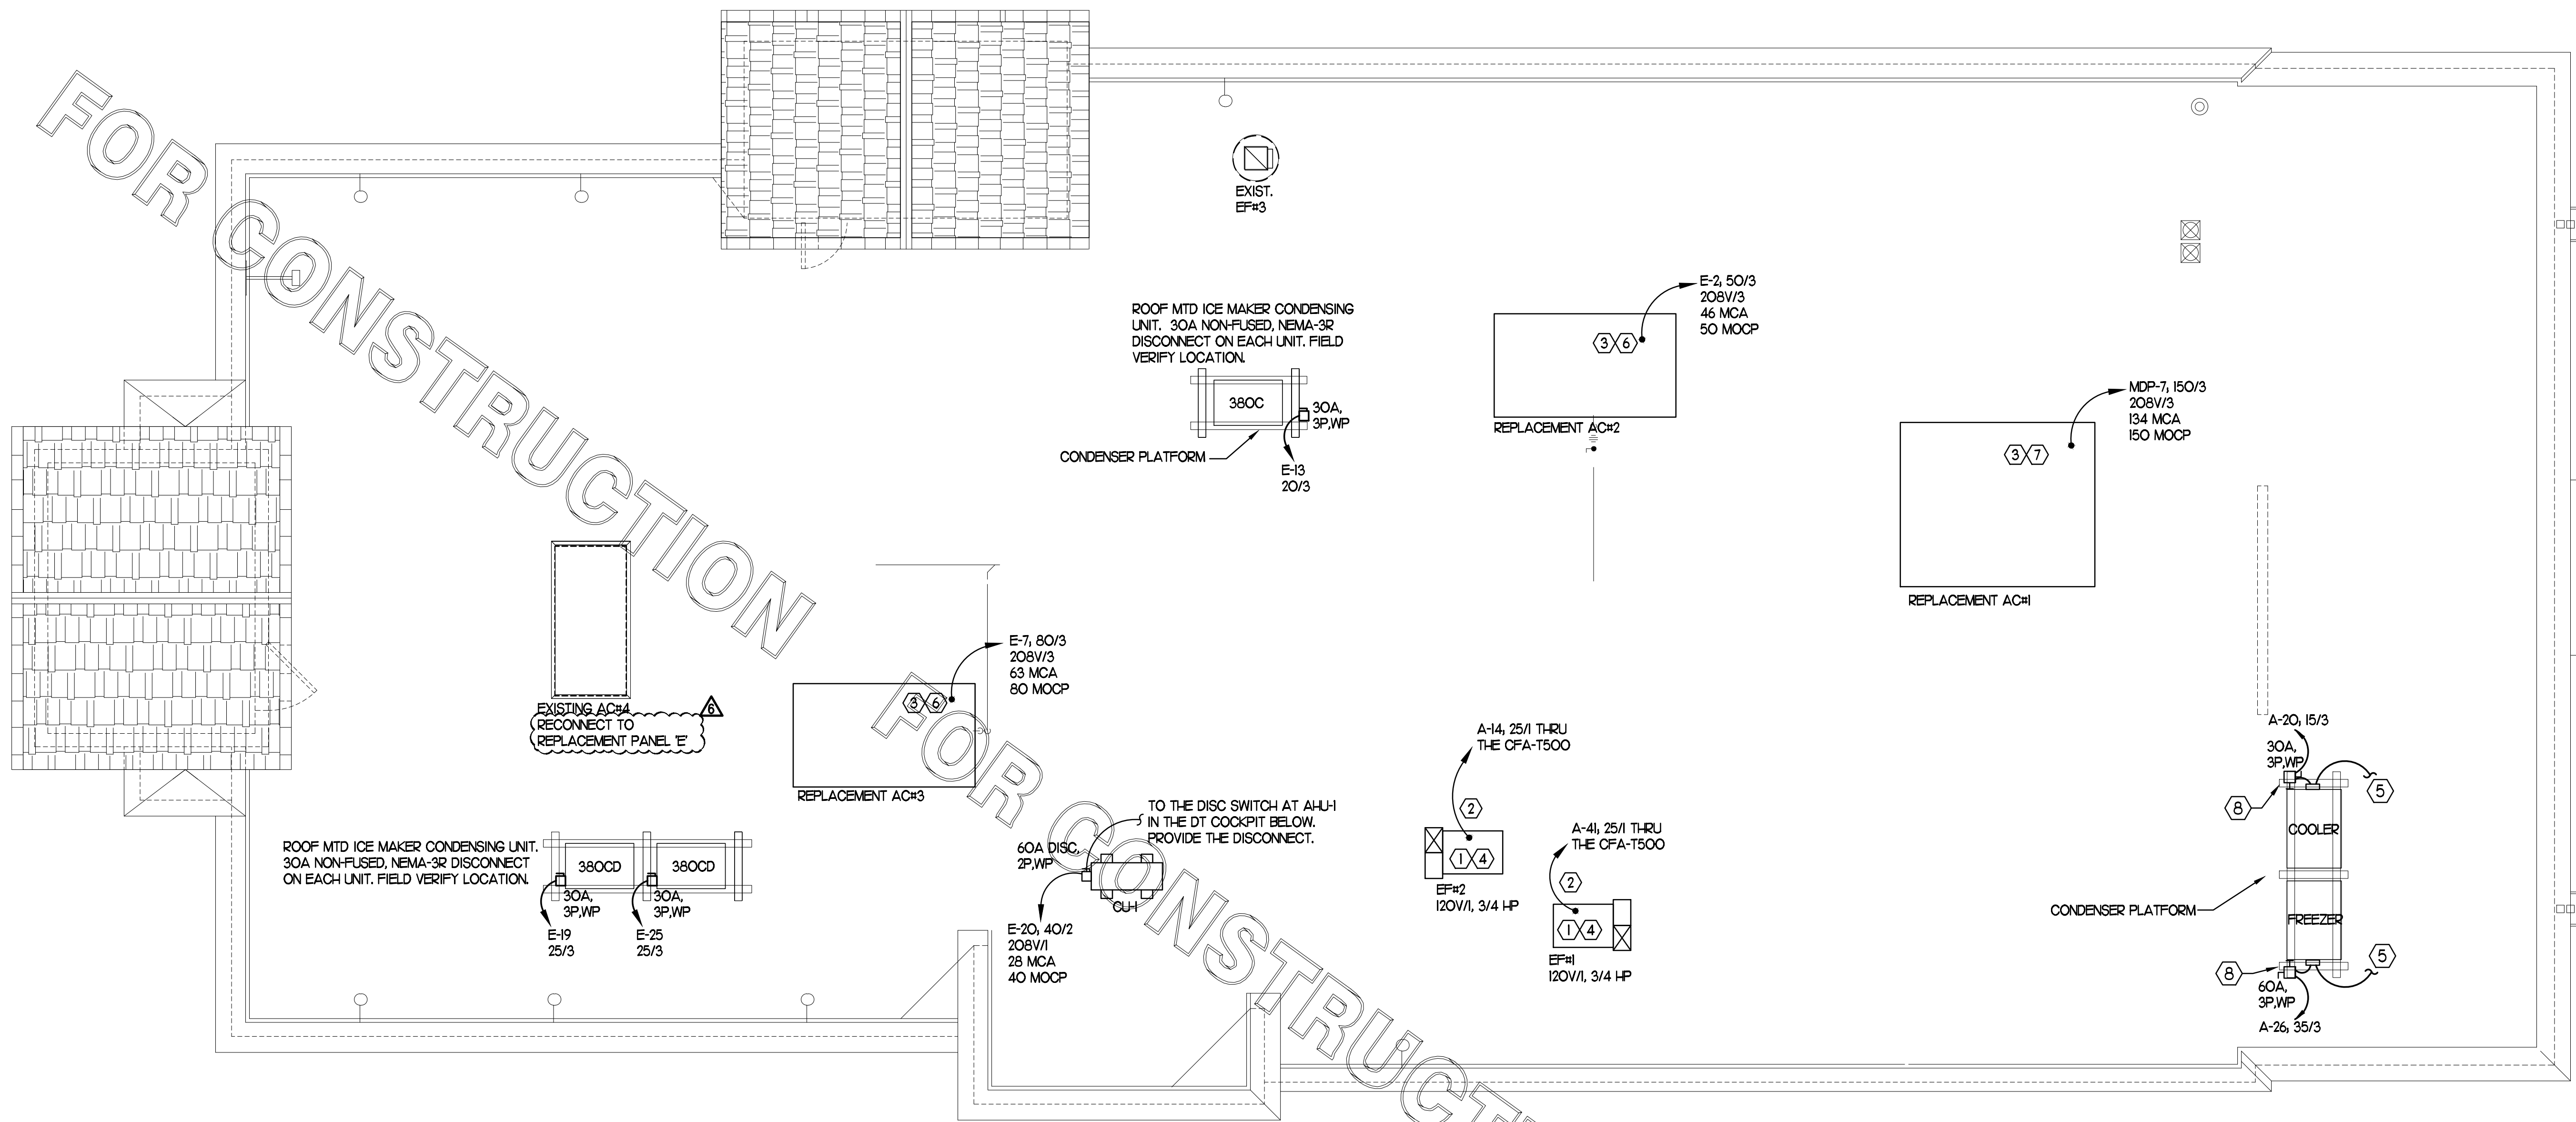 FOR CONSTRUCTION
EXIST.
EF#3
ROOF MTD ICE MAKER CONDENSING
UNIT. 30A NON-FUSED, NEMA-3R
DISCONNECT ON EACH UNIT. FIELD
VERIFY LOCATION.
380C
30A,
3P,WP
CONDENSER PLATFORM
E-13
20/3
E-2, 50/3
208V/3
46 MCA
50 MOCP
3 6
REPLACEMENT AC#2
MDP-7, 150/3
208V/3
134 MCA
150 MOCP
3 7
REPLACEMENT AC#1
EXISTING AC#4
RECONNECT TO
REPLACEMENT PANEL 'E'
6
E-7, 80/3
208V/3
63 MCA
80 MOCP
3 6
REPLACEMENT AC#3
ROOF MTD ICE MAKER CONDENSING UNIT.
30A NON-FUSED, NEMA-3R DISCONNECT
ON EACH UNIT. FIELD VERIFY LOCATION.
380CD
380CD
30A,
3P,WP
30A,
3P,WP
E-19
25/3
E-25
25/3
TO THE DISC SWITCH AT AHU-1
IN THE DT COCKPIT BELOW.
PROVIDE THE DISCONNECT.
60A DISC,
2P,WP
CU-1
E-20, 40/2
208V/1
28 MCA
40 MOCP
A-14, 25/1 THRU
THE CFA-T500
2
1 4
EF#2
120V/1, 3/4 HP
A-41, 25/1 THRU
THE CFA-T500
2
1 4
EF#1
120V/1, 3/4 HP
A-20, 15/3
30A,
3P,WP
8
5
COOLER
CONDENSER PLATFORM
FREEZER
8
5
60A,
3P,WP
A-26, 35/3
FOR CONSTRUCTI